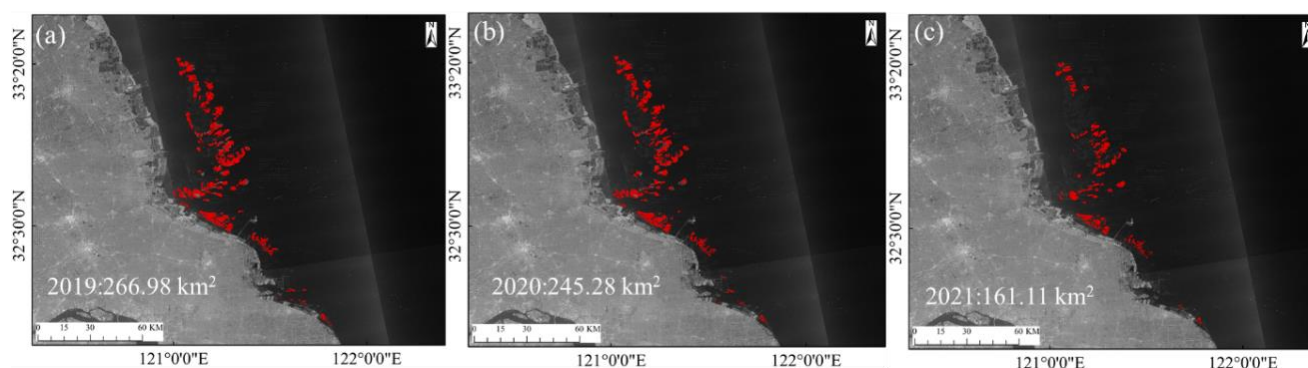 (a)
N
33°20'0"N
32°30'0"N
2019:266.98 km²
0 15 30 60 KM
121°0'0"E 122°0'0"E
(b)
N
33°20'0"N
32°30'0"N
2020:245.28 km²
0 15 30 60 KM
121°0'0"E 122°0'0"E
(c)
N
33°20'0"N
32°30'0"N
2021:161.11 km²
0 15 30 60 KM
121°0'0"E 122°0'0"E